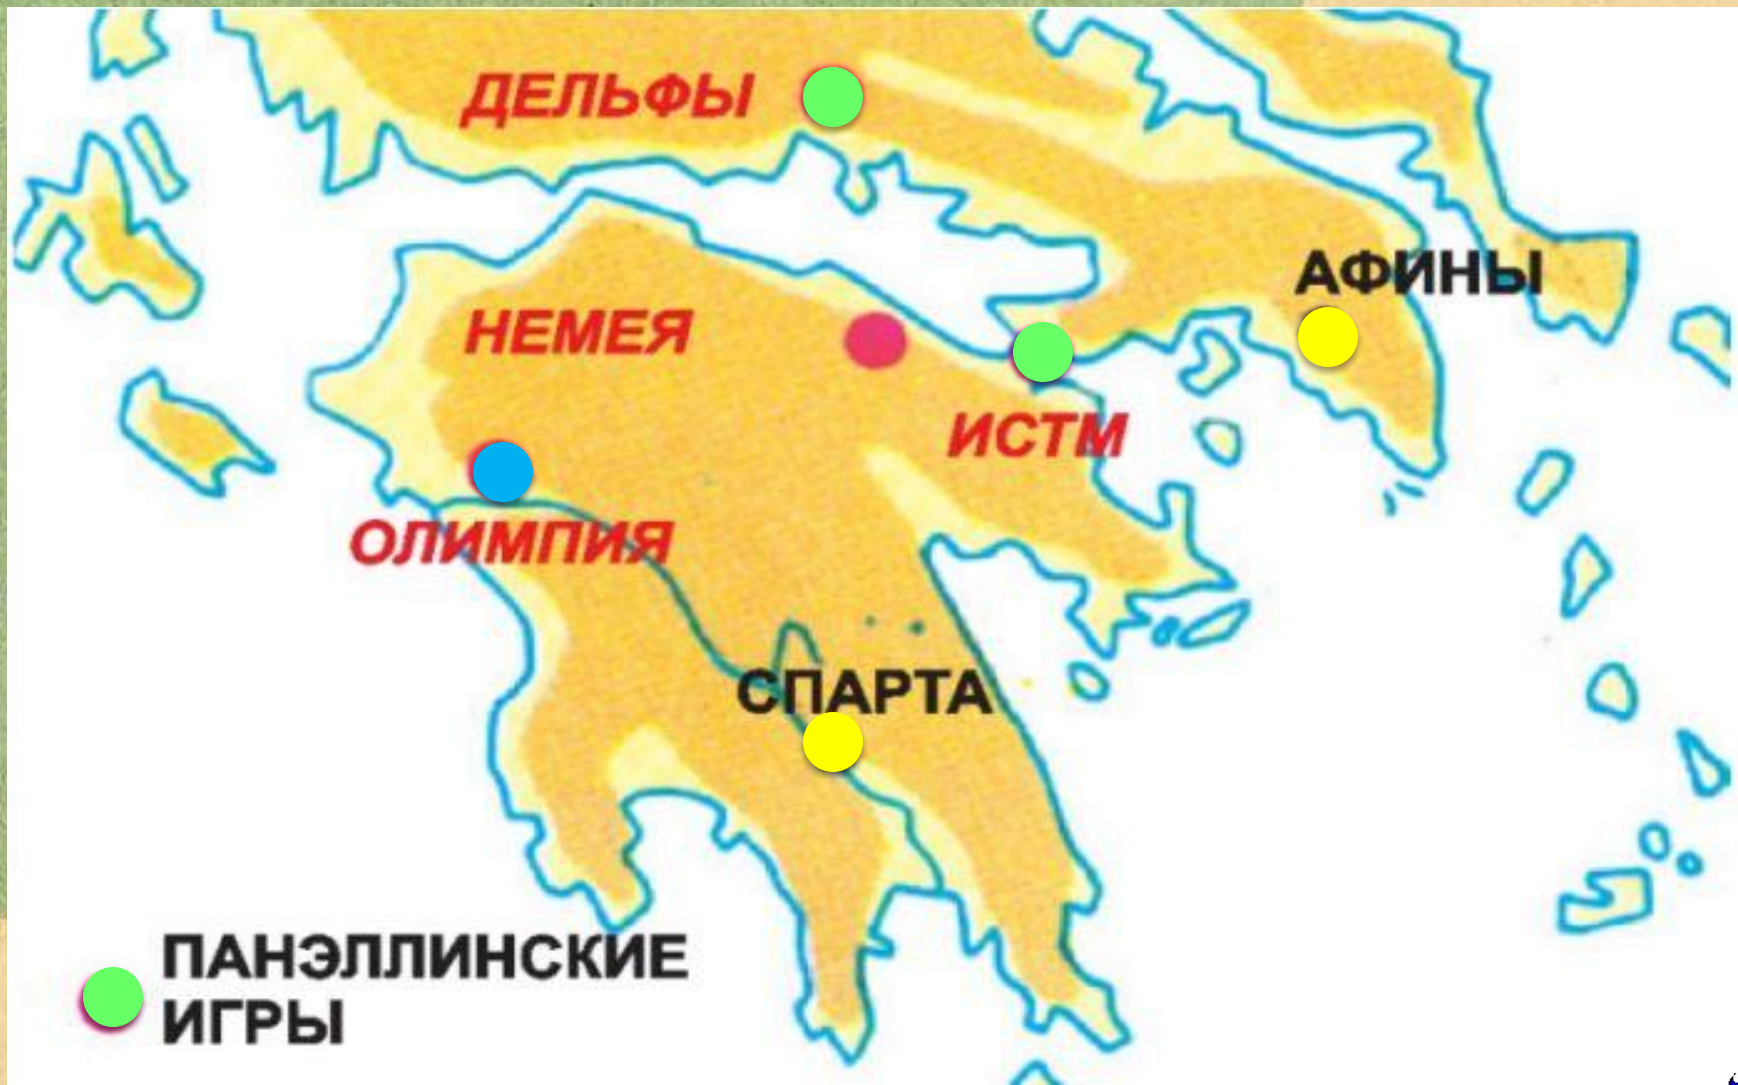 ДЕЛЬФЫ
АФИНЫ
НЕМЕЯ
ИСТМ
ОЛИМПИЯ
СПАРТА
ПАНЭЛЛИНСКИЕ
ИГРЫ